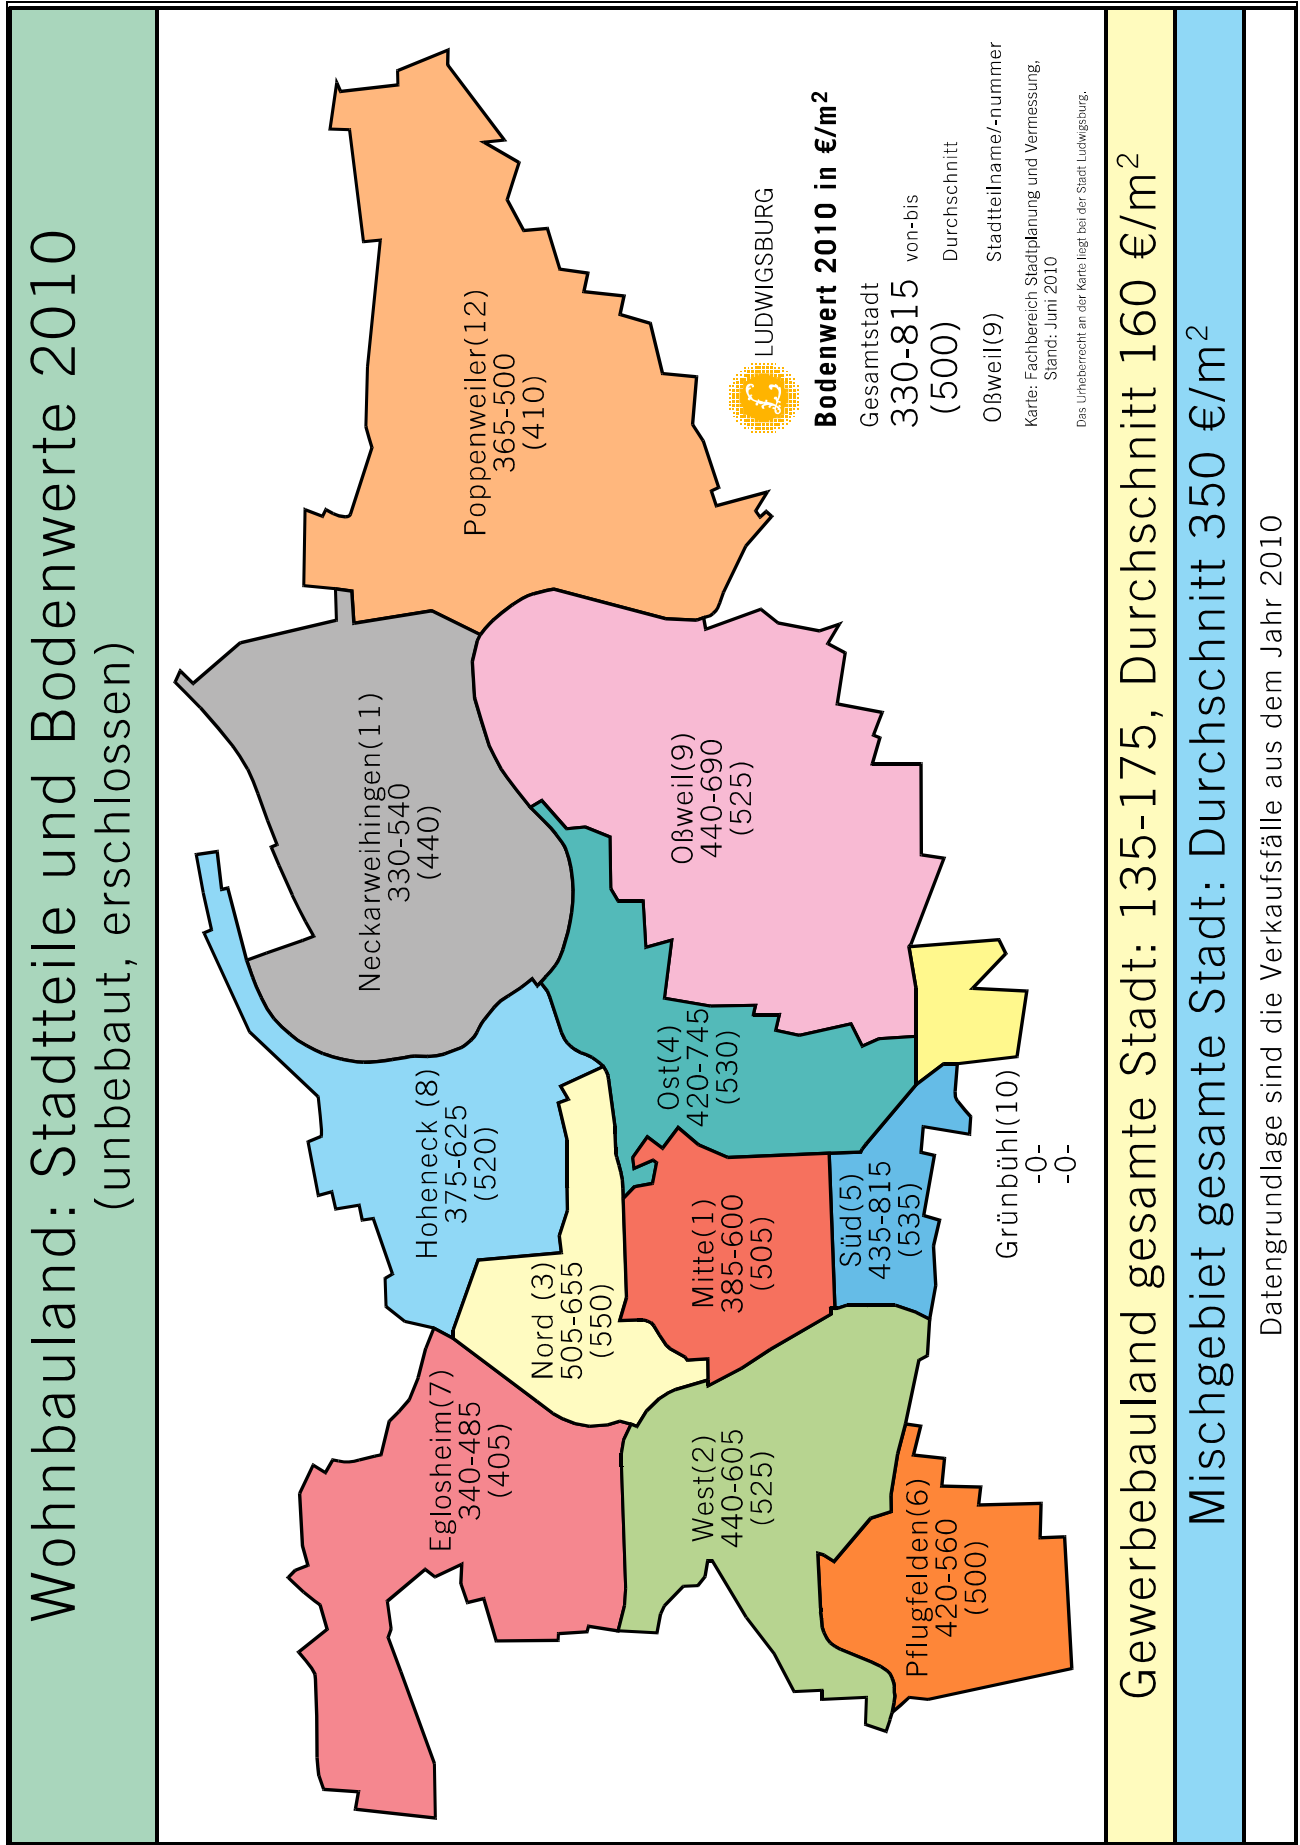 Wohnbauland: Stadtteile und Bodenwerte 2010
(unbebaut, erschlossen)
Neckarweihingen(11)
330-540
(440)
Poppenweiler(12)
365-500
(410)
Hoheneck (8)
375-625
(520)
Eglosheim(7)
340-485
(405)
Nord (3)
505-655
(550)
Ost(4)
420-745
(530)
Oßweil(9)
440-690
(525)
Mitte(1)
385-600
(505)
West(2)
440-605
(525)
Süd(5)
435-815
(535)
Pflugfelden(6)
420-560
(500)
Grünbühl(10)
-0-
-0-
LUDWIGSBURG
Bodenwert 2010 in €/m²
Gesamtstadt
330-815 von-bis
(500) Durchschnitt
Oßweil(9) Stadtteilname/-nummer
Karte: Fachbereich Stadtplanung und Vermessung,
Stand: Juni 2010
Das Urheberrecht an der Karte liegt bei der Stadt Ludwigsburg.
Gewerbebauland gesamte Stadt: 135-175, Durchschnitt 160 €/m²
Mischgebiet gesamte Stadt: Durchschnitt 350 €/m²
Datengrundlage sind die Verkaufsfälle aus dem Jahr 2010